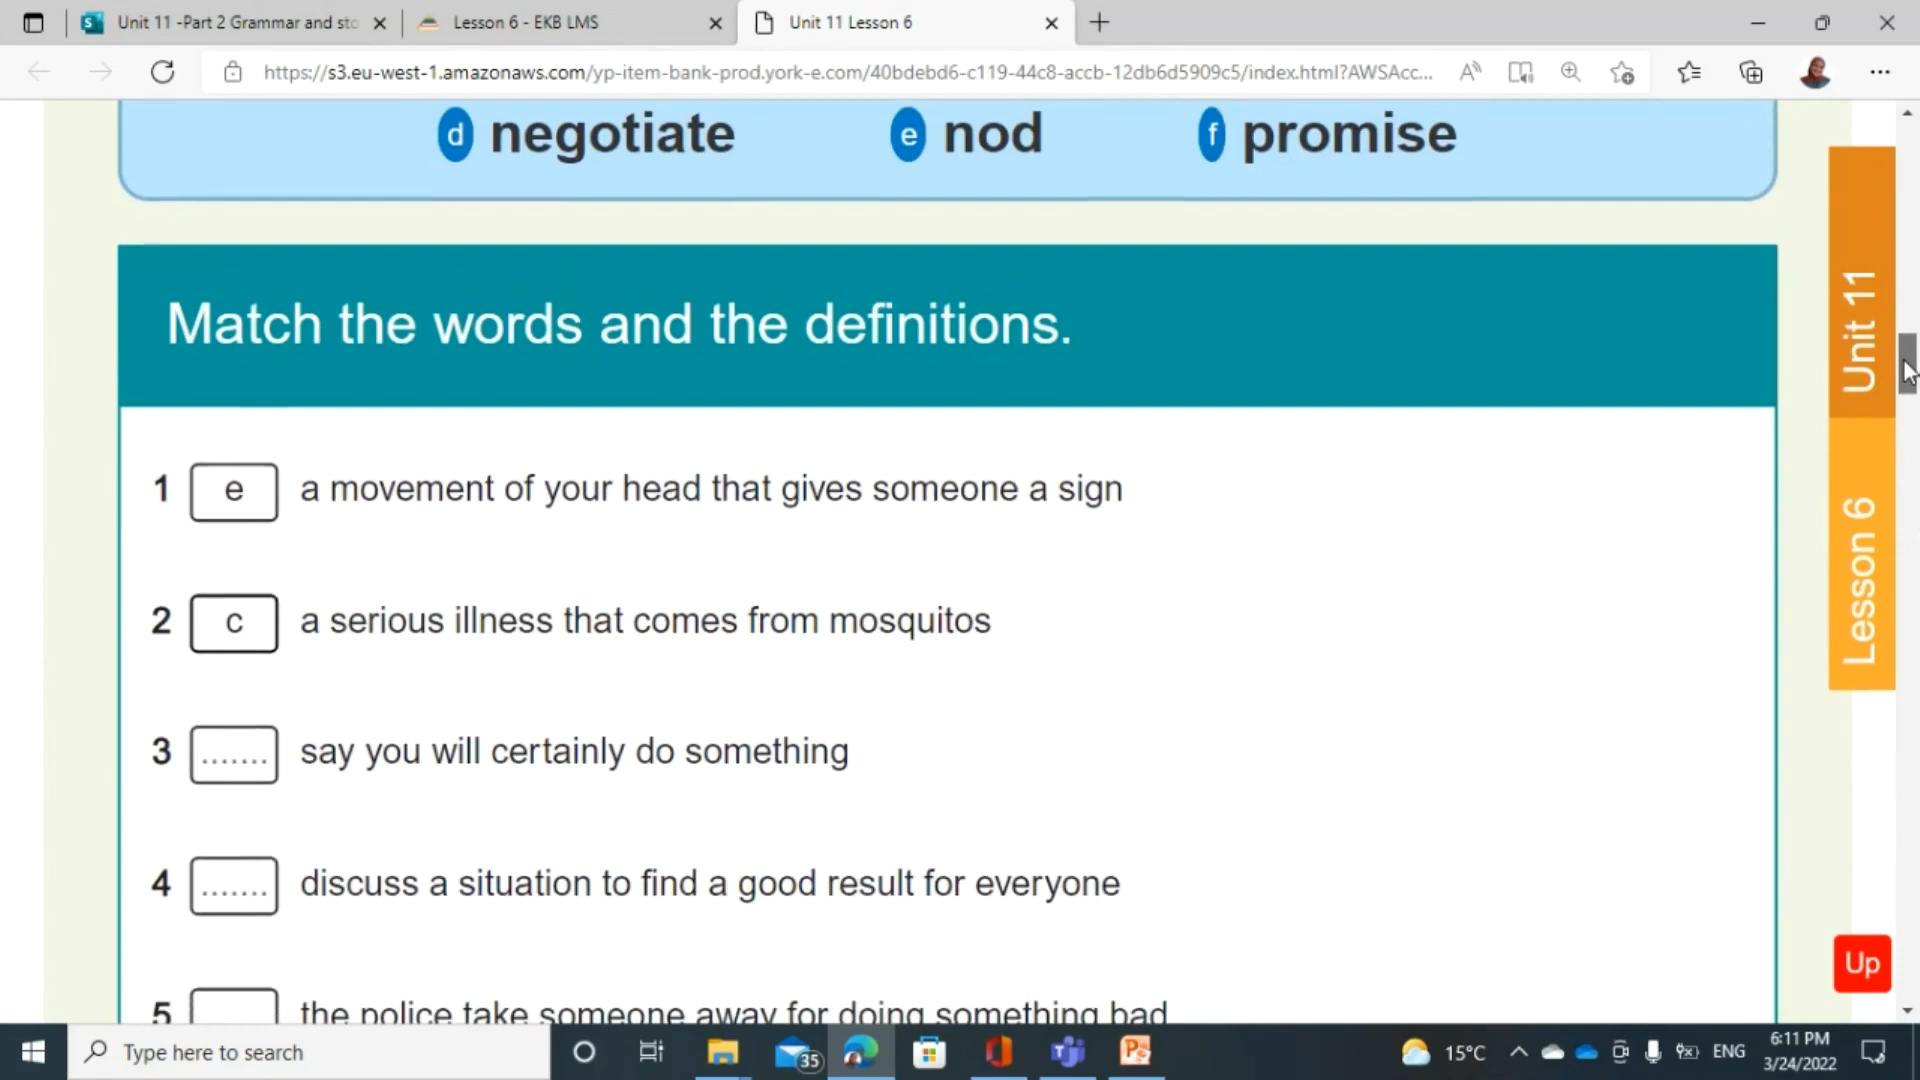 Unit 11 -Part 2 Grammar and sto
Lesson 6 - EKB LMS
Unit 11 Lesson 6
https://s3.eu-west-1.amazonaws.com/yp-item-bank-prod.york-e.com/40bdebd6-c119-44c8-accb-12db6d5909c5/index.html?AWSAcc...
d negotiate e nod f promise
Match the words and the definitions.
1 e a movement of your head that gives someone a sign
2 c a serious illness that comes from mosquitos
3 ....... say you will certainly do something
4 ....... discuss a situation to find a good result for everyone
5 the police take someone away for doing something bad
Unit 11
Lesson 6
Up
Type here to search
35
15°C
ENG
6:11 PM
3/24/2022